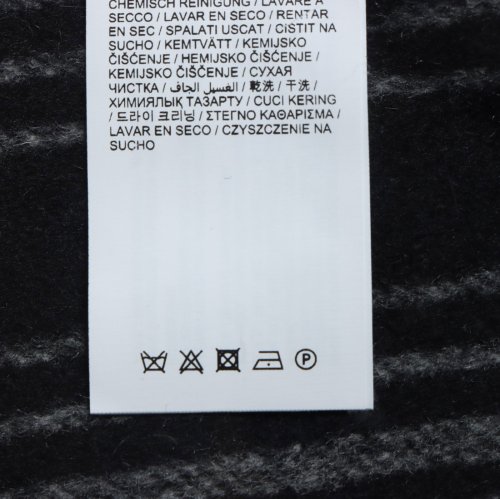 CHEMISCH REINIGUNG / LAVARE A
SECCO / LAVAR EN SECO / RENTAR
EN SEC / SPALATI USCAT / ČISTIT NA
SUCHO / KEMTVÄTT / KEMIJSKO
ČIŠČENJE / HEMIJSKO ČIŠĆENJE /
KEMIJSKO ČIŠĆENJE / СУХАЯ
ЧИСТКА / الغسيل الجاف / 乾洗 / 干洗 /
ХИМИЯЛЫҚ ТАЗАРТУ / CUCI KERING
/ 드라이 크리닝 / ΣΤΕΓΝΟ ΚΑΘΑΡΙΣΜΑ /
LAVAR EN SECO / CZYSZCZENIE NA
SUCHO
P